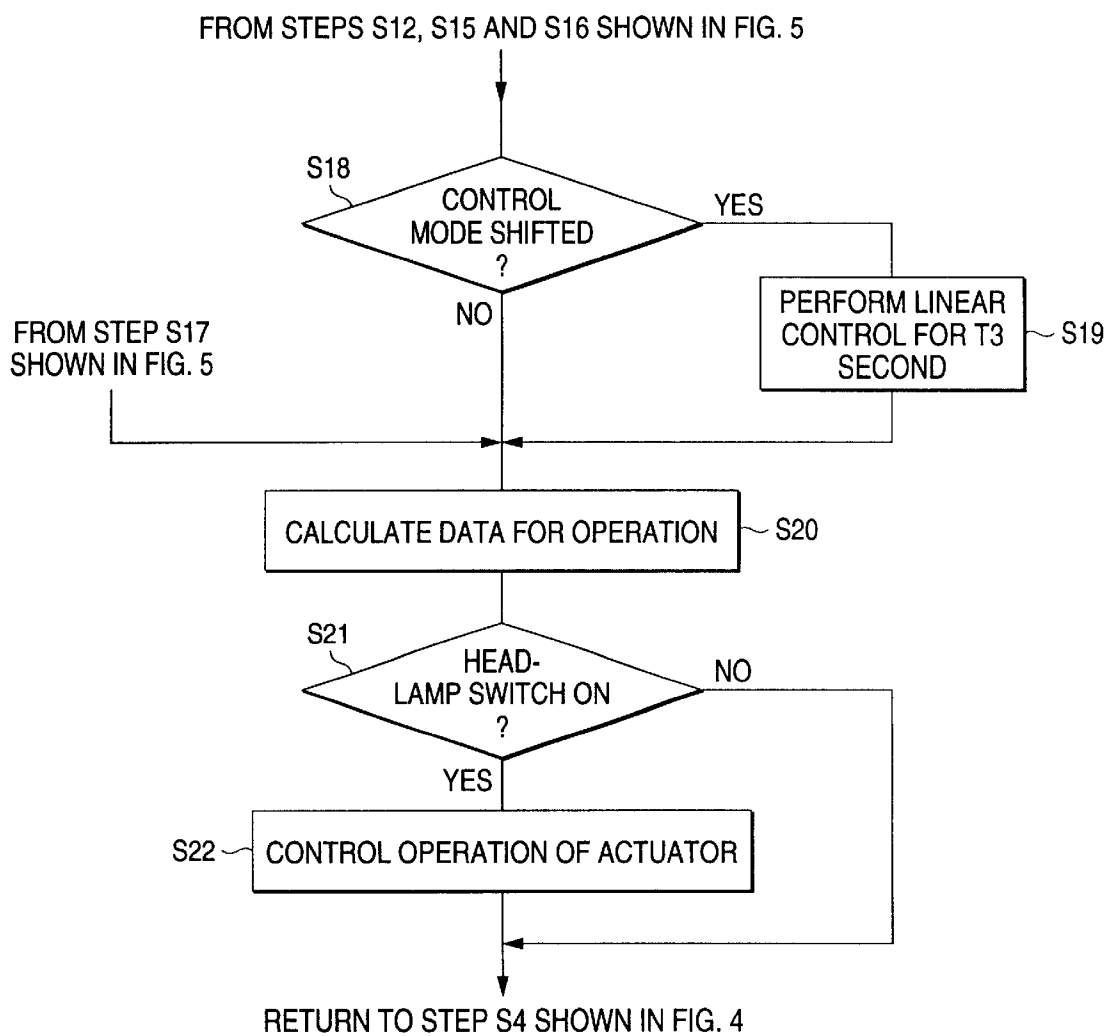 FROM STEPS S12, S15 AND S16 SHOWN IN FIG. 5
S18
CONTROL
MODE SHIFTED
?
YES
NO
PERFORM LINEAR
CONTROL FOR T3
SECOND
S19
FROM STEP S17
SHOWN IN FIG. 5
CALCULATE DATA FOR OPERATION
S20
S21
HEAD-
LAMP SWITCH ON
?
NO
YES
S22
CONTROL OPERATION OF ACTUATOR
RETURN TO STEP S4 SHOWN IN FIG. 4